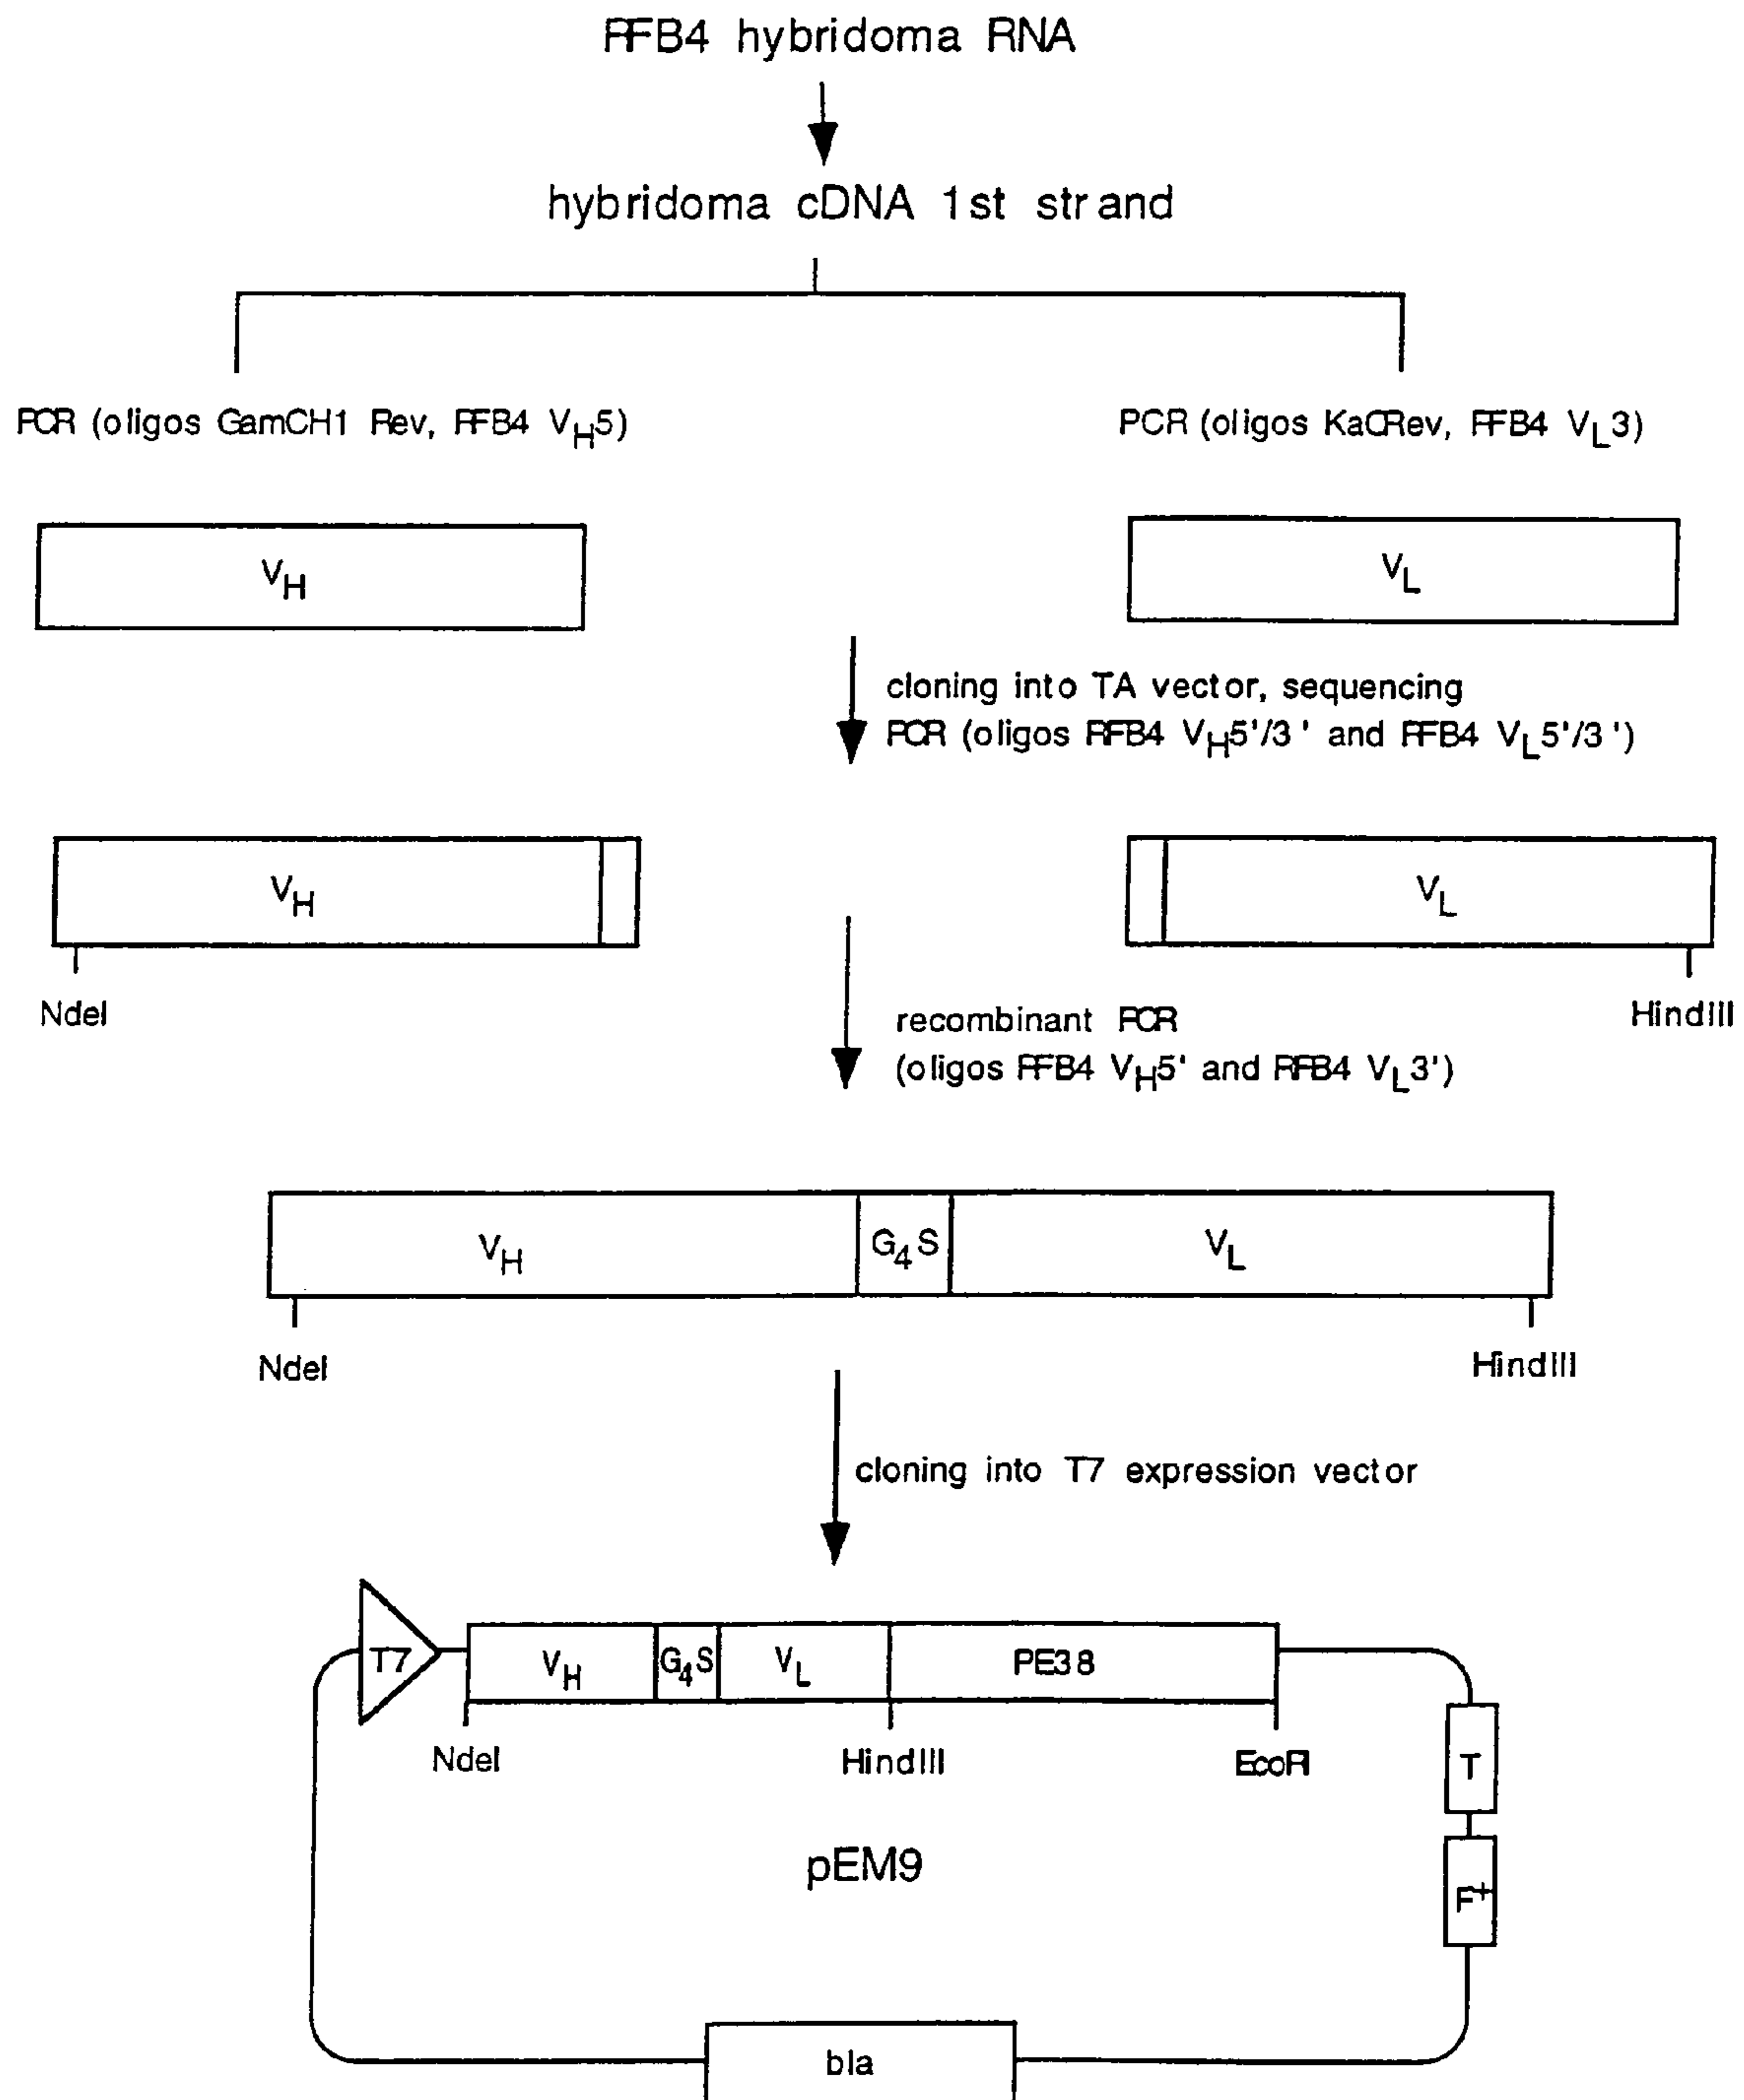 RFB4 hybridoma RNA
hybridoma cDNA 1st strand
PCR (oligos GamCH1 Rev, RFB4 VH5)
PCR (oligos KaCRev, RFB4 VL3)
VH
VL
cloning into TA vector, sequencing
PCR (oligos RFB4 VH5'/3' and RFB4 VL5'/3')
VH
VL
NdeI
HindIII
recombinant PCR
(oligos RFB4 VH5' and RFB4 VL3')
VH
G4S
VL
NdeI
HindIII
cloning into T7 expression vector
T7
VH
G4S
VL
PE38
NdeI
HindIII
EcoRI
T
pEM9
F+
bla